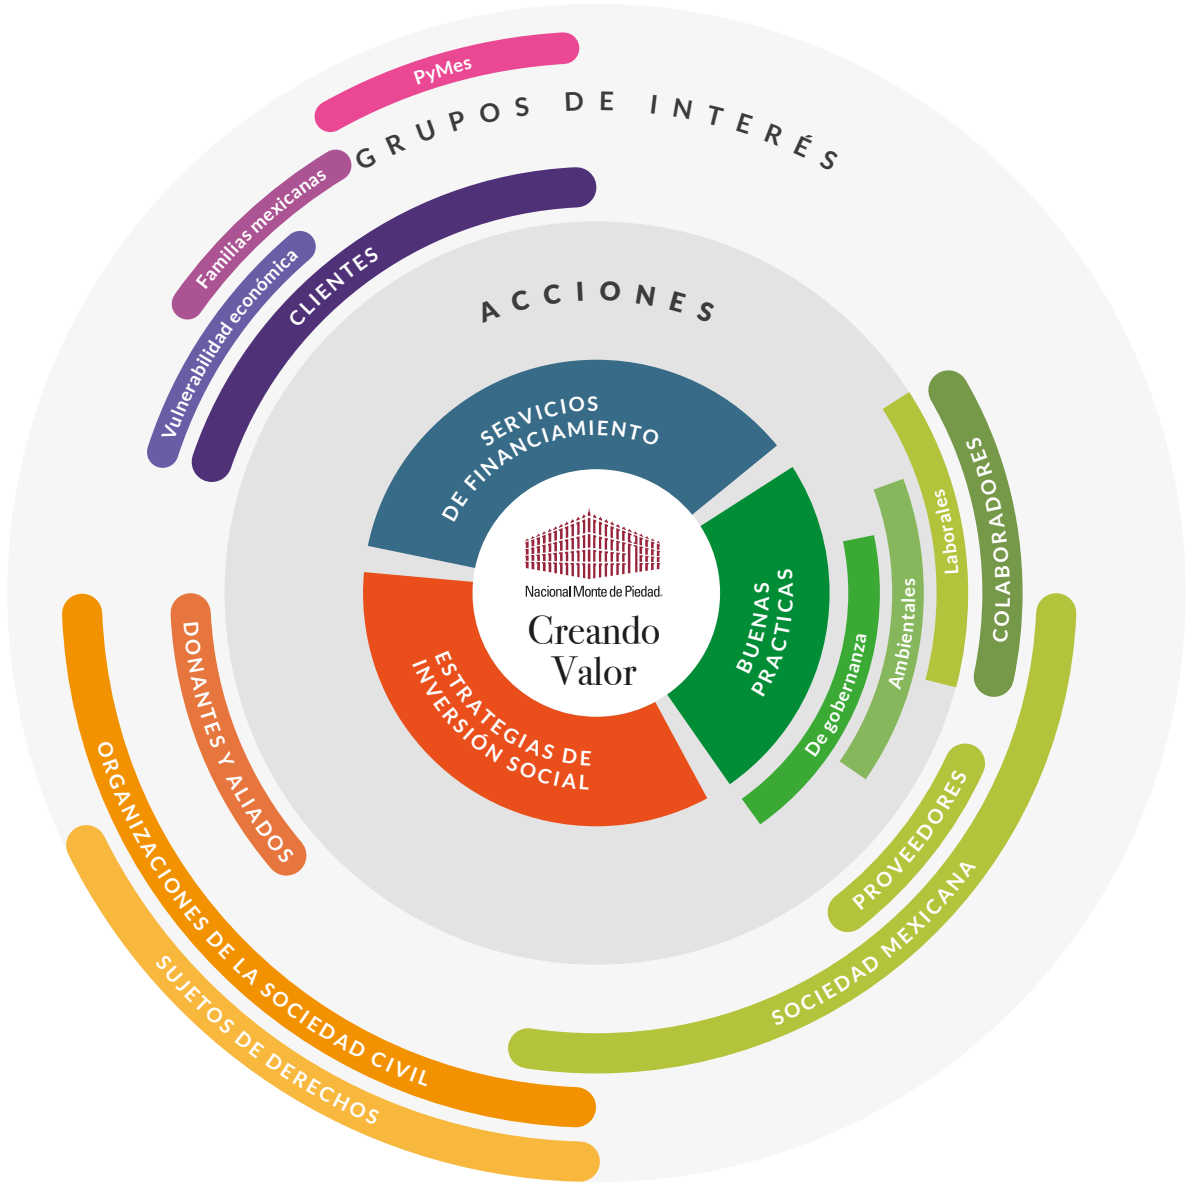 PyMes
GRUPOS DE INTERÉS
Familias mexicanas
Vulnerabilidad económica
CLIENTES
ACCIONES
SERVICIOS
DE FINANCIAMIENTO
Nacional Monte de Piedad.
Creando
Valor
BUENAS
PRACTICAS
De gobernanza
Ambientales
Laborales
COLABORADORES
ESTRATEGIAS DE
INVERSIÓN SOCIAL
DONANTES Y ALIADOS
PROVEEDORES
SOCIEDAD MEXICANA
ORGANIZACIONES DE LA SOCIEDAD CIVIL
SUJETOS DE DERECHOS